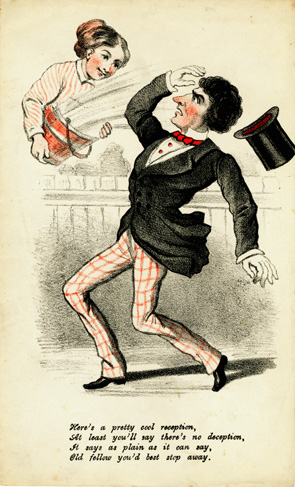 Here's a pretty cool reception,
At least you'll say there's no deception,
It says as plain as it can say,
Old fellow you'd best stop away.